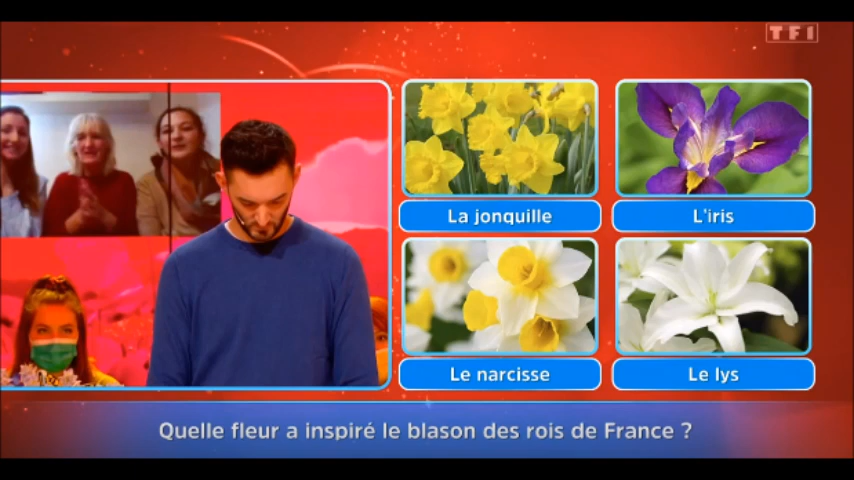 TF1
La jonquille
L'iris
Le narcisse
Le lys
Quelle fleur a inspiré le blason des rois de France ?